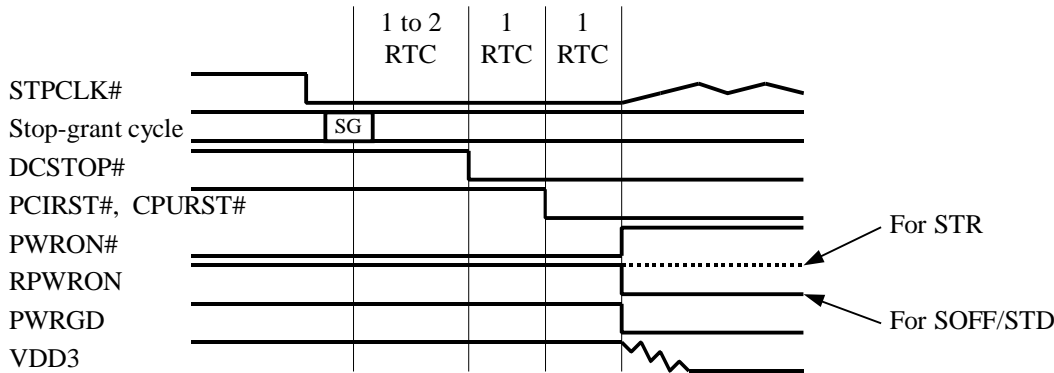 1 to 2
RTC
1
RTC
1
RTC
STPCLK#
Stop-grant cycle
SG
DCSTOP#
PCIRST#, CPURST#
PWRON#
RPWRON
PWRGD
VDD3
For STR
For SOFF/STD